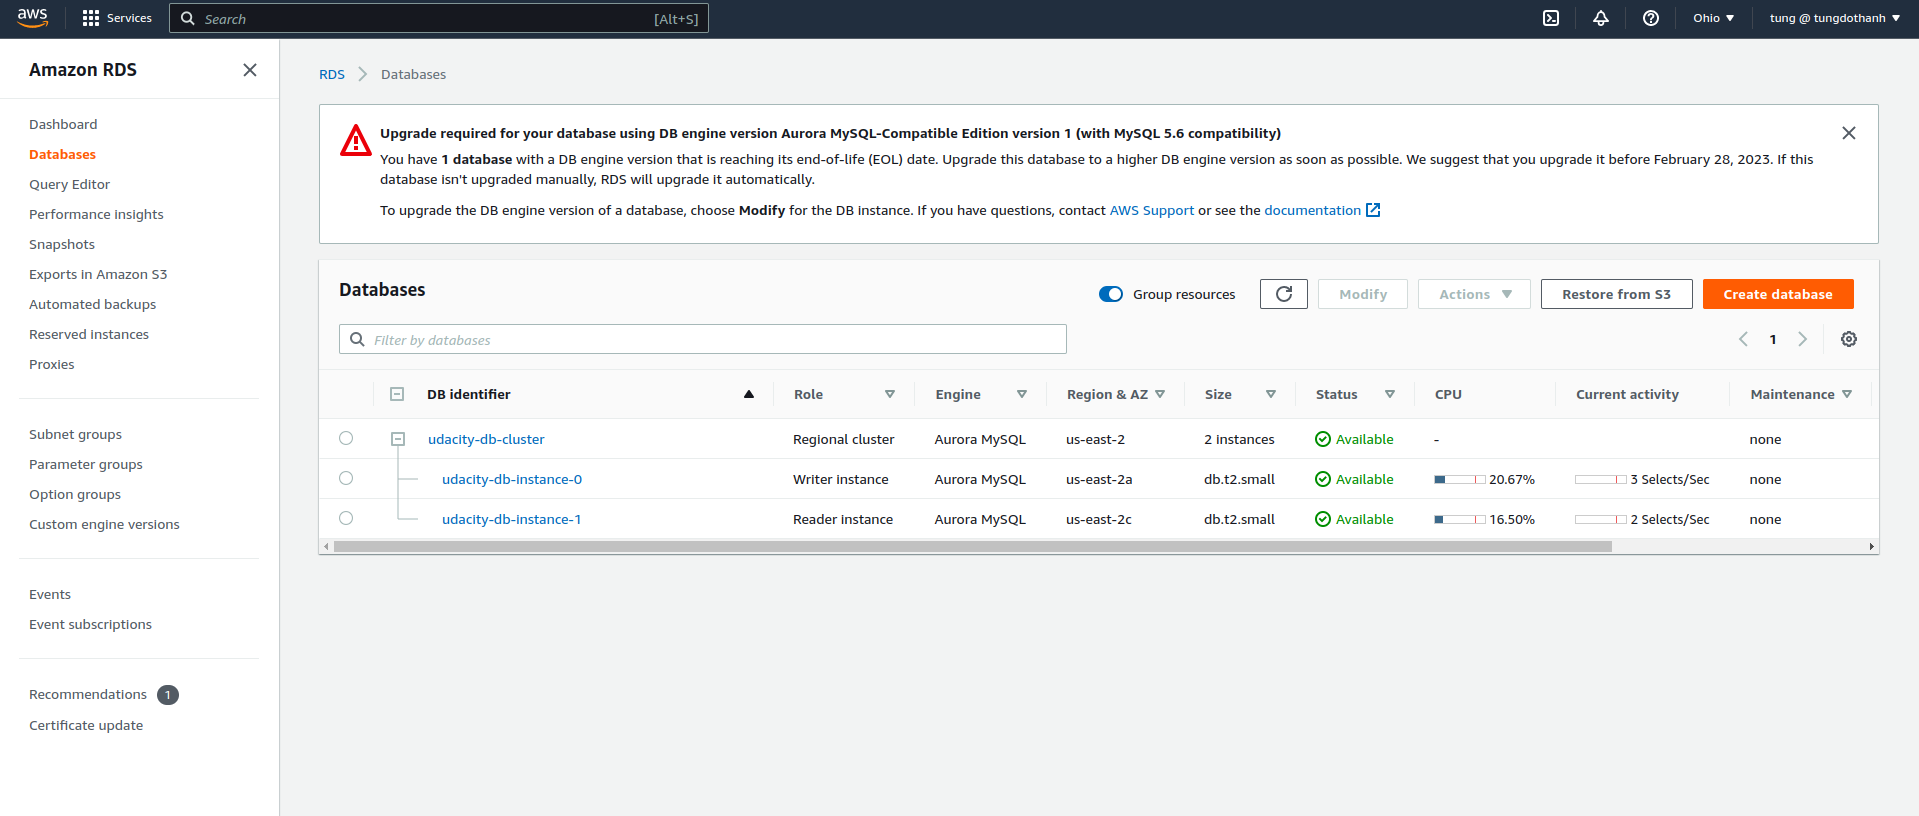 aws
Services
Search
[Alt+S]
Ohio
tung @ tungdothanh
Amazon RDS
Dashboard
Databases
Query Editor
Performance insights
Snapshots
Exports in Amazon S3
Automated backups
Reserved instances
Proxies
Subnet groups
Parameter groups
Option groups
Custom engine versions
Events
Event subscriptions
Recommendations 1
Certificate update
RDS > Databases
Upgrade required for your database using DB engine version Aurora MySQL-Compatible Edition version 1 (with MySQL 5.6 compatibility)
You have 1 database with a DB engine version that is reaching its end-of-life (EOL) date. Upgrade this database to a higher DB engine version as soon as possible. We suggest that you upgrade it before February 28, 2023. If this
database isn't upgraded manually, RDS will upgrade it automatically.
To upgrade the DB engine version of a database, choose Modify for the DB instance. If you have questions, contact AWS Support or see the documentation
Databases
Group resources
Modify
Actions
Restore from S3
Create database
Filter by databases
1
DB identifier Role Engine Region & AZ Size Status CPU Current activity Maintenance
udacity-db-cluster Regional cluster Aurora MySQL us-east-2 2 instances Available - none
udacity-db-instance-0 Writer instance Aurora MySQL us-east-2a db.t2.small Available 20.67% 3 Selects/Sec none
udacity-db-instance-1 Reader instance Aurora MySQL us-east-2c db.t2.small Available 16.50% 2 Selects/Sec none